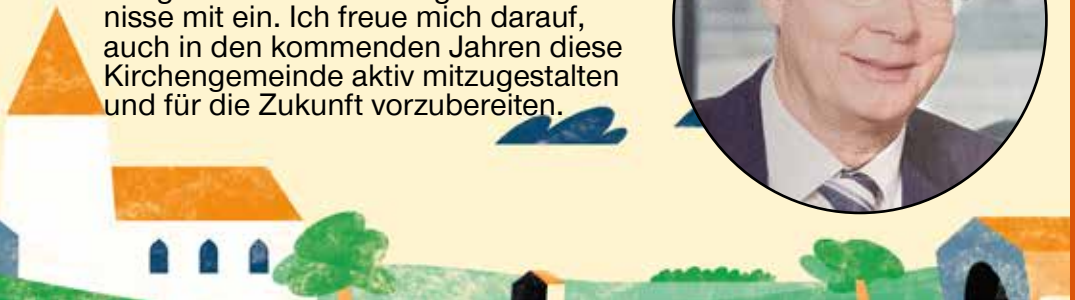 nisse mit ein. Ich freue mich darauf,
auch in den kommenden Jahren diese
Kirchengemeinde aktiv mitzugestalten
und für die Zukunft vorzubereiten.